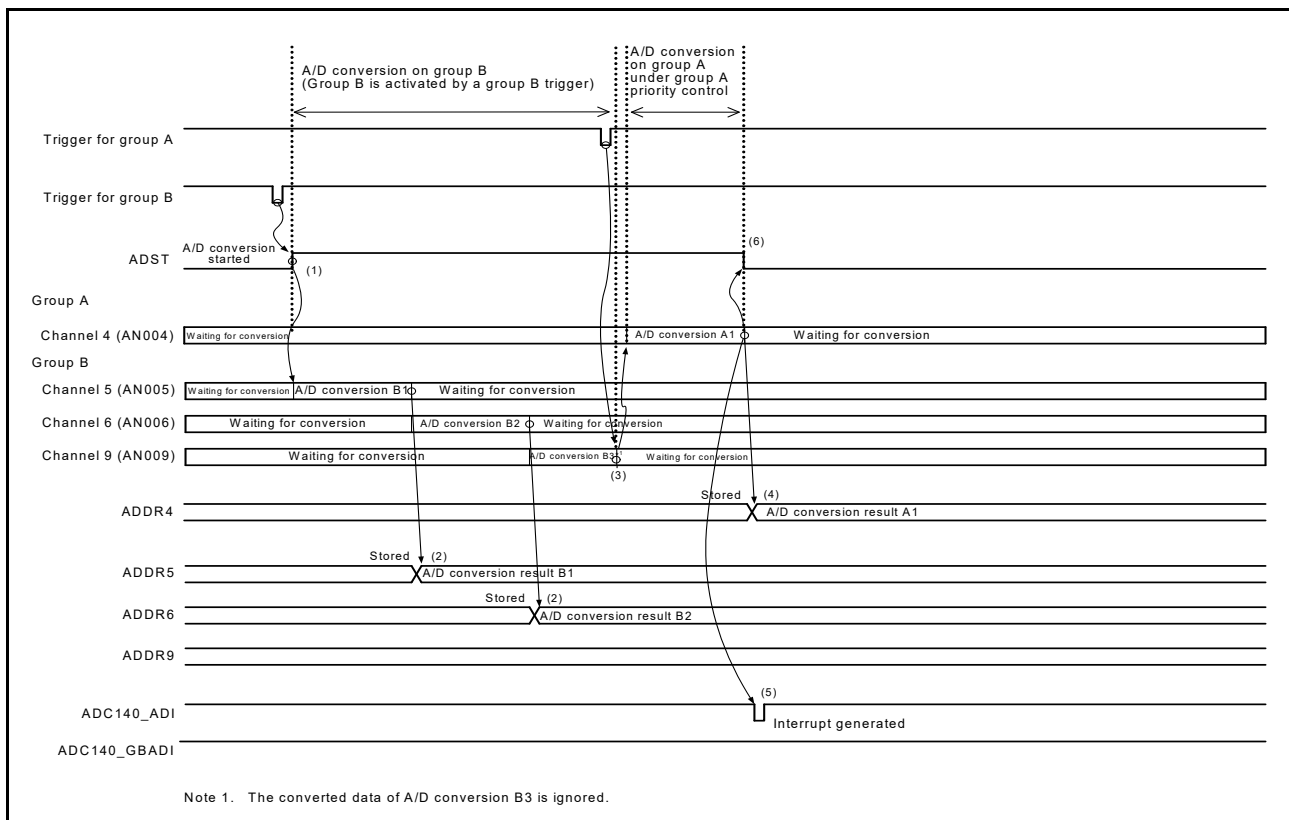 A/D conversion on group B
(Group B is activated by a group B trigger)
A/D conversion
on group A
under group A
priority control
Trigger for group A
Trigger for group B
A/D conversion
started
ADST
(1)
(6)
Group A
Channel 4 (AN004)
Waiting for conversion
A/D conversion A1
Waiting for conversion
Group B
Channel 5 (AN005)
Waiting for conversion
A/D conversion B1
Waiting for conversion
Channel 6 (AN006)
Waiting for conversion
A/D conversion B2
Waiting for conversion
Channel 9 (AN009)
Waiting for conversion
A/D conversion B3*1
Waiting for conversion
(3)
ADDR4
Stored
(4)
A/D conversion result A1
ADDR5
Stored
(2)
A/D conversion result B1
ADDR6
Stored
(2)
A/D conversion result B2
ADDR9
ADC140_ADI
(5)
Interrupt generated
ADC140_GBADI
Note 1. The converted data of A/D conversion B3 is ignored.